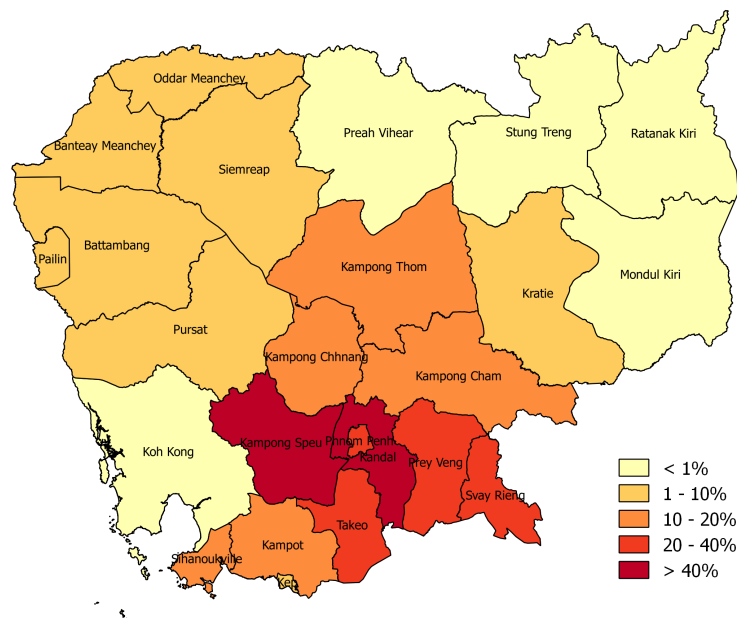 Oddar Meanchey
Preah Vihear
Stung Treng
Ratanak Kiri
Banteay Meanchey
Siemreap
Battambang
Pailin
Kampong Thom
Mondul Kiri
Kratie
Pursat
Kampong Chhnang
Kampong Cham
Koh Kong
Kampong Speu
Phnom Penh
Kandal
Prey Veng
Svay Rieng
Takeo
Kampot
Sihanoukville
Kep
< 1%
1 - 10%
10 - 20%
20 - 40%
> 40%